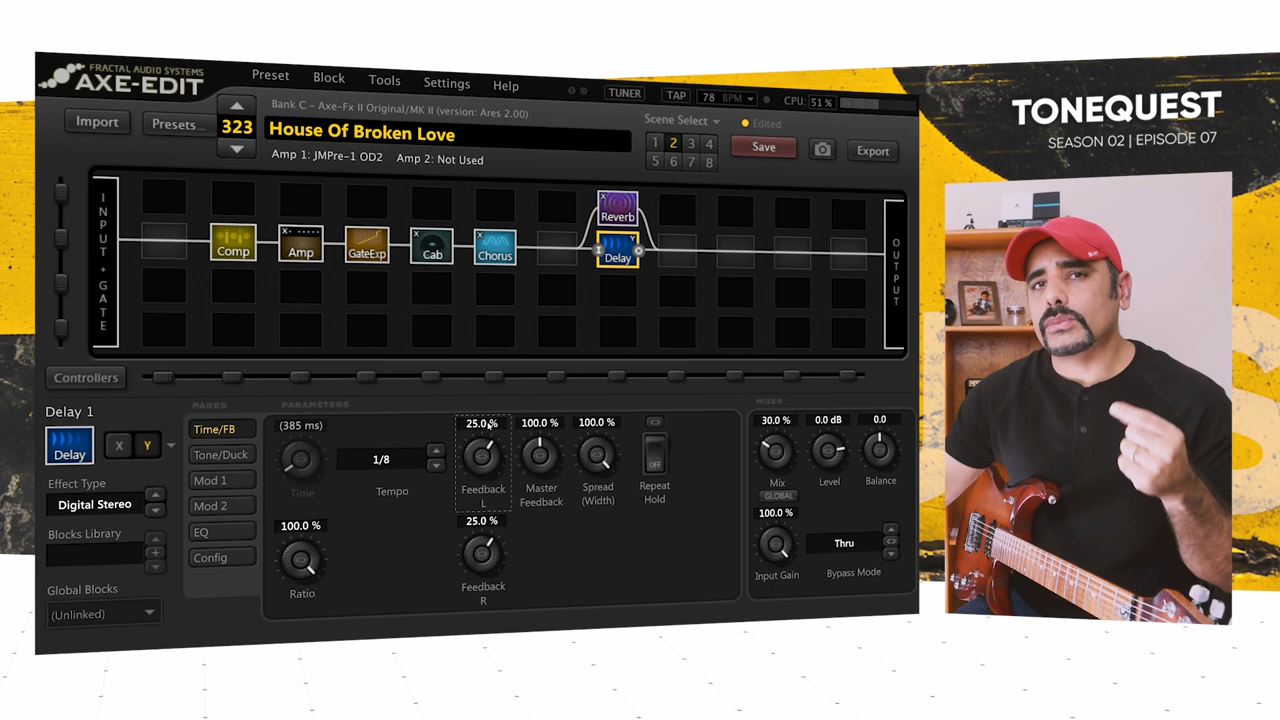 FRACTAL AUDIO SYSTEMS
AXE-EDIT
Preset Block Tools Settings Help
TUNER TAP 78 BPM CPU: 51 %
Import Presets... 323
Bank C - Axe-Fx II Original/MK II (version: Ares 2.00)
House Of Broken Love
Amp 1: JMPre-1 OD2 Amp 2: Not Used
Scene Select
1 2 3 4
5 6 7 8
Edited
Save
Export
INPUT + GATE
Comp
X Amp
GateExp
X Cab
X Chorus
X Reverb
Y Delay
OUTPUT
Controllers
Delay 1
Delay
X Y
Effect Type
Digital Stereo
Blocks Library
Global Blocks
(Unlinked)
PAGES
Time/FB
Tone/Duck
Mod 1
Mod 2
EQ
Config
PARAMETERS
(385 ms)
Time
1/8
Tempo
25.0 %
Feedback
L
100.0 %
Master
Feedback
100.0 %
Spread
(Width)
OFF
Repeat
Hold
100.0 %
Ratio
25.0 %
Feedback
R
MIXER
30.0 % 0.0 dB 0.0
Mix Level Balance
GLOBAL
100.0 %
Input Gain
Thru
Bypass Mode
TONEQUEST
SEASON 02 | EPISODE 07